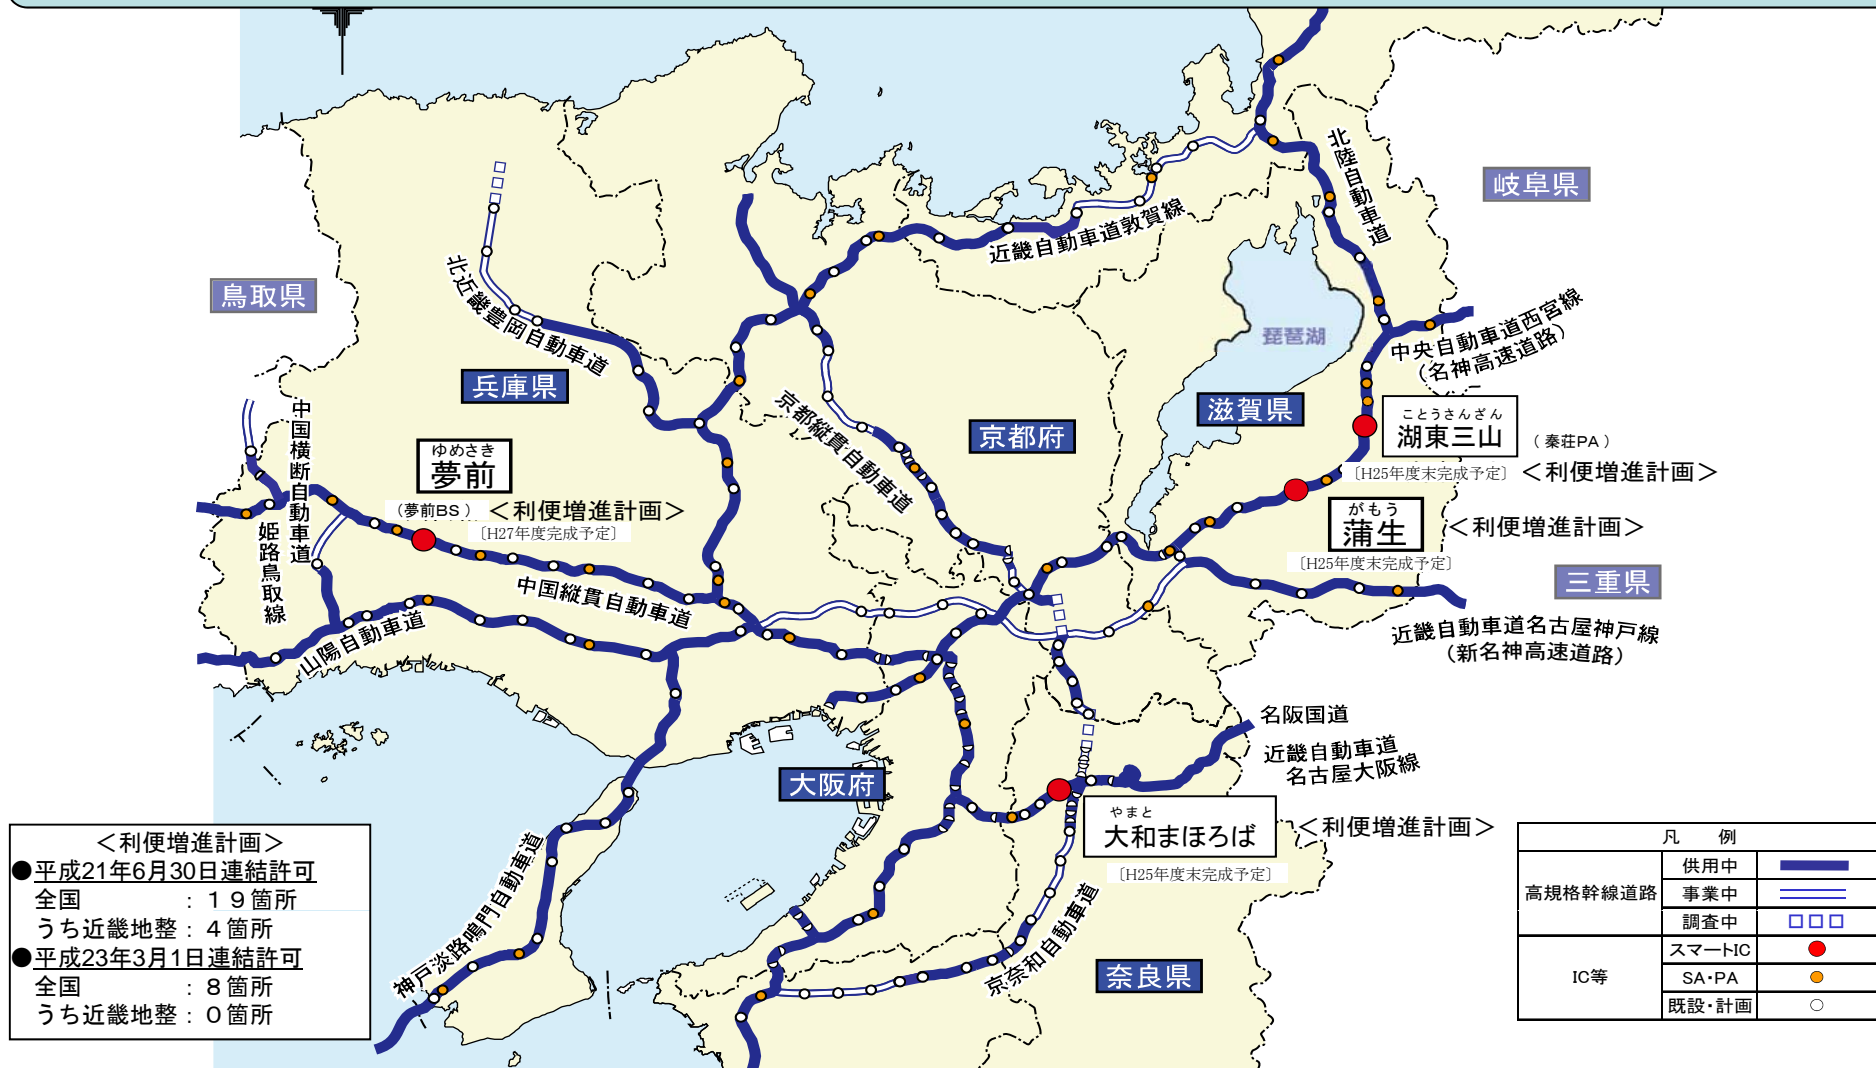 北陸自動車道
岐阜県
近畿自動車道敦賀線
鳥取県
北近畿豊岡自動車道
琵琶湖
中央自動車道西宮線
（名神高速道路）
兵庫県
滋賀県
京都府
京都縦貫自動車道
ことうさんざん
湖東三山
（ 秦荘PA ）
〔H25年度末完成予定〕
＜利便増進計画＞
中国横断自動車道
姫路鳥取線
ゆめさき
夢前
（夢前BS ）
＜利便増進計画＞
〔H27年度完成予定〕
がもう
蒲生
＜利便増進計画＞
〔H25年度末完成予定〕
中国縦貫自動車道
三重県
山陽自動車道
近畿自動車道名古屋神戸線
（新名神高速道路）
名阪国道
近畿自動車道
名古屋大阪線
大阪府
やまと
大和まほろば
＜利便増進計画＞
〔H25年度末完成予定〕
神戸淡路鳴門自動車道
京奈和自動車道
奈良県
＜利便増進計画＞
●平成21年6月30日連結許可
全国 ：１９箇所
うち近畿地整：４箇所
●平成23年3月1日連結許可
全国 ：８箇所
うち近畿地整：０箇所
凡 例
高規格幹線道路
供用中
事業中
調査中
IC等
スマートIC
SA・PA
既設・計画